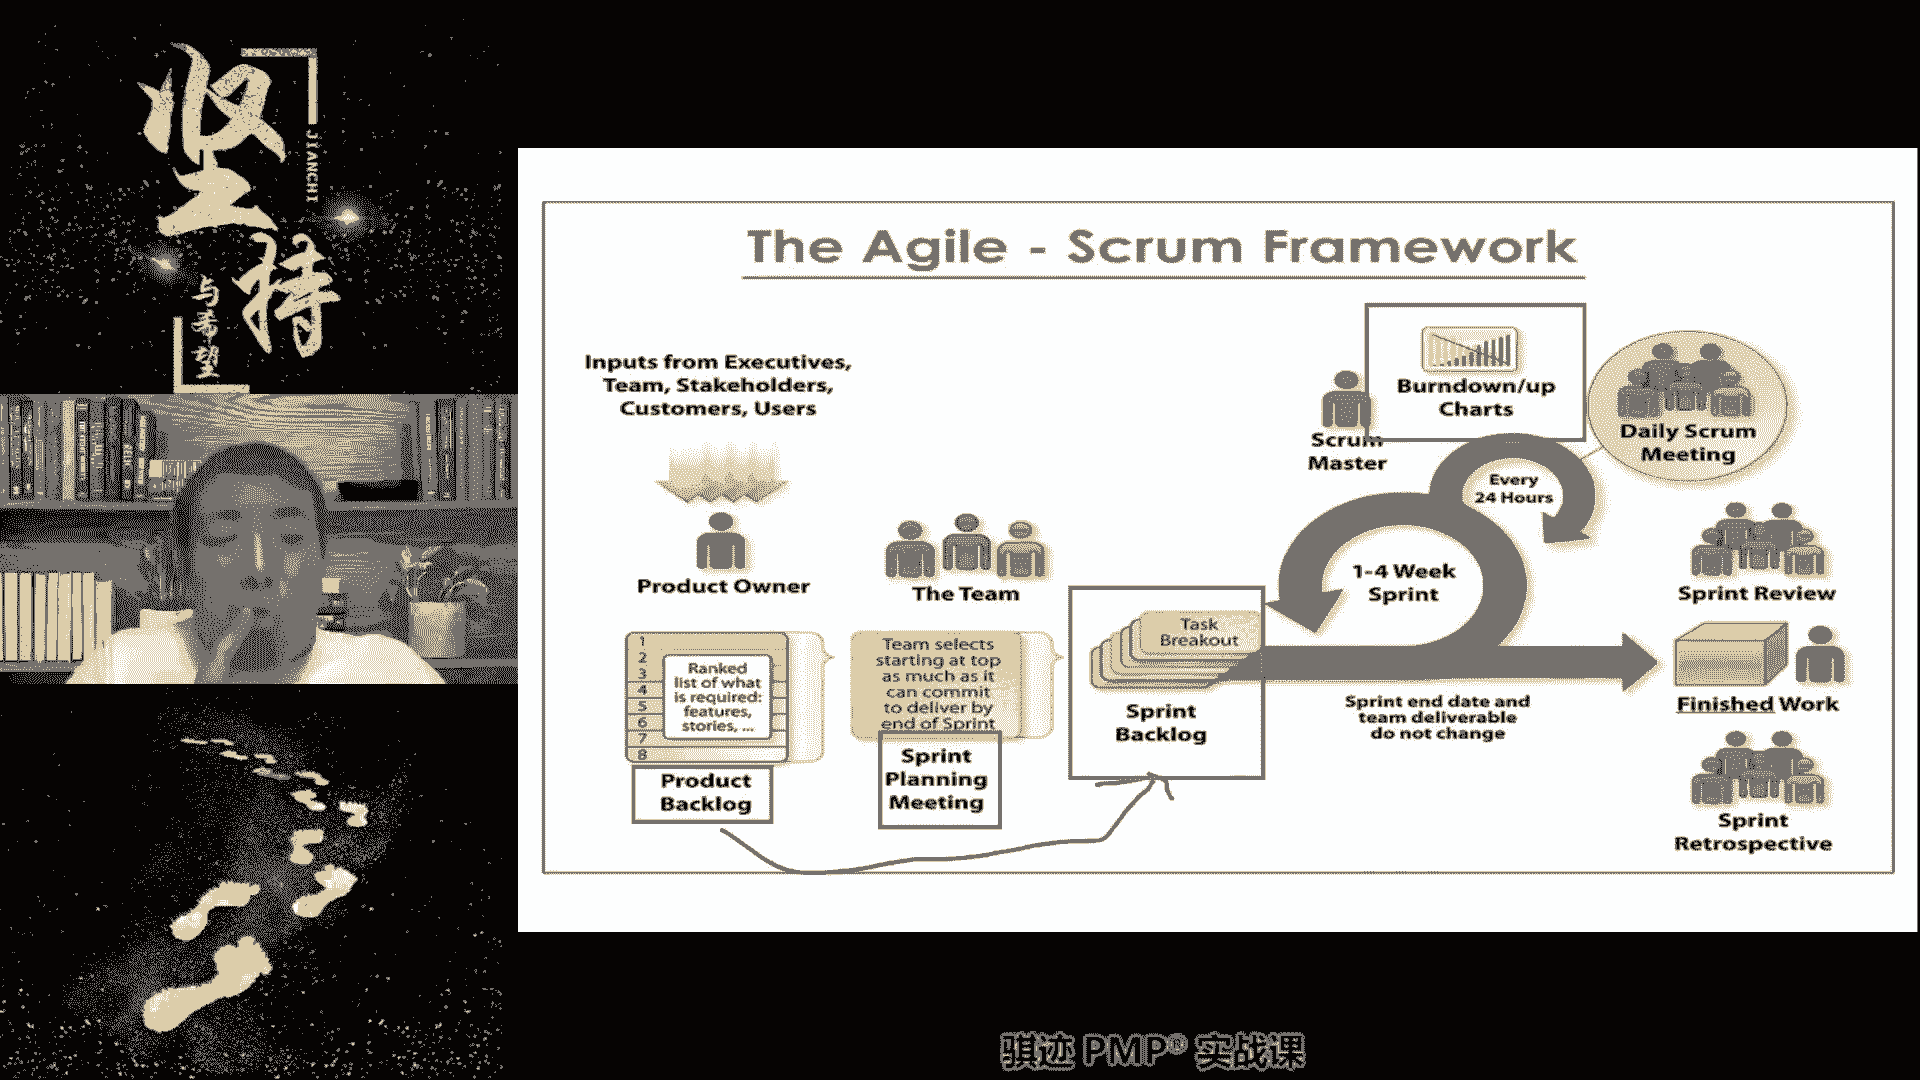 坚持
JIANCHI
与希望
The Agile - Scrum Framework
Inputs from Executives,
Team, Stakeholders,
Customers, Users
Product Owner
The Team
1
2
3
4
5
6
7
8
Ranked
list of what
is required:
features,
stories, ...
Product
Backlog
Team selects
starting at top
as much as it
can commit
to deliver by
end of Sprint
Sprint
Planning
Meeting
Task
Breakout
Sprint
Backlog
Scrum
Master
Burndown/up
Charts
Every
24 Hours
Daily Scrum
Meeting
1-4 Week
Sprint
Sprint end date and
team deliverable
do not change
Sprint Review
Finished Work
Sprint
Retrospective
骐迹 PMP® 实战课